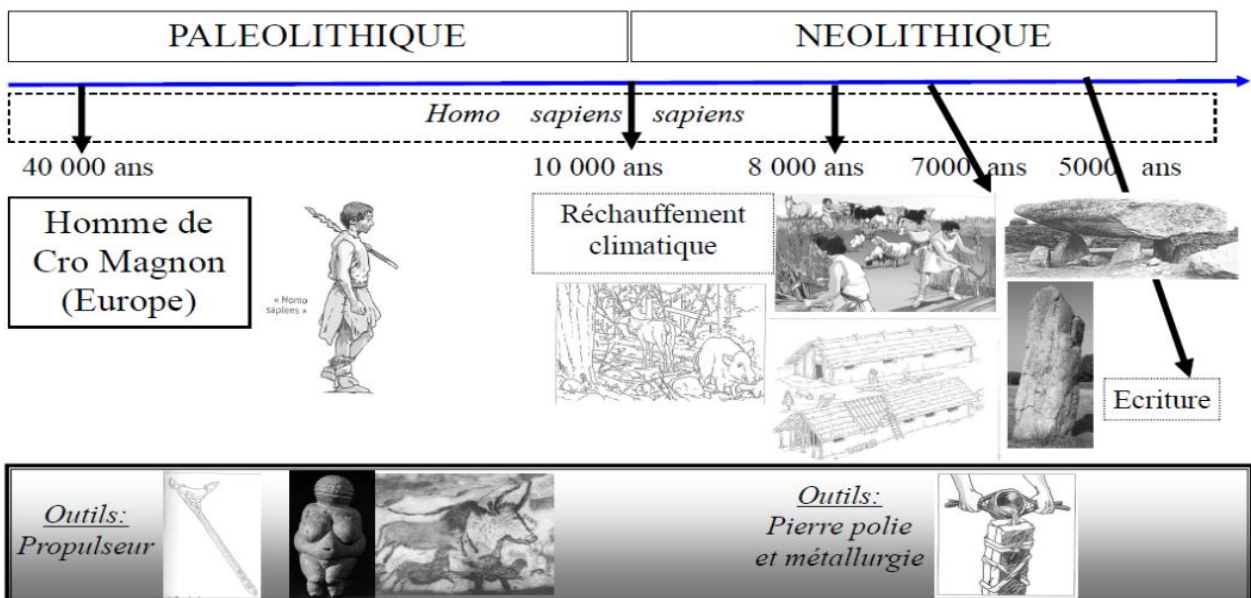 PALEOLITHIQUE
NEOLITHIQUE
Homo sapiens sapiens
40 000 ans
10 000 ans
8 000 ans
7000 ans
5000 ans
Homme de
Cro Magnon
(Europe)
« Homo
sapiens »
Réchauffement
climatique
Ecriture
Outils:
Propulseur
Outils:
Pierre polie
et métallurgie